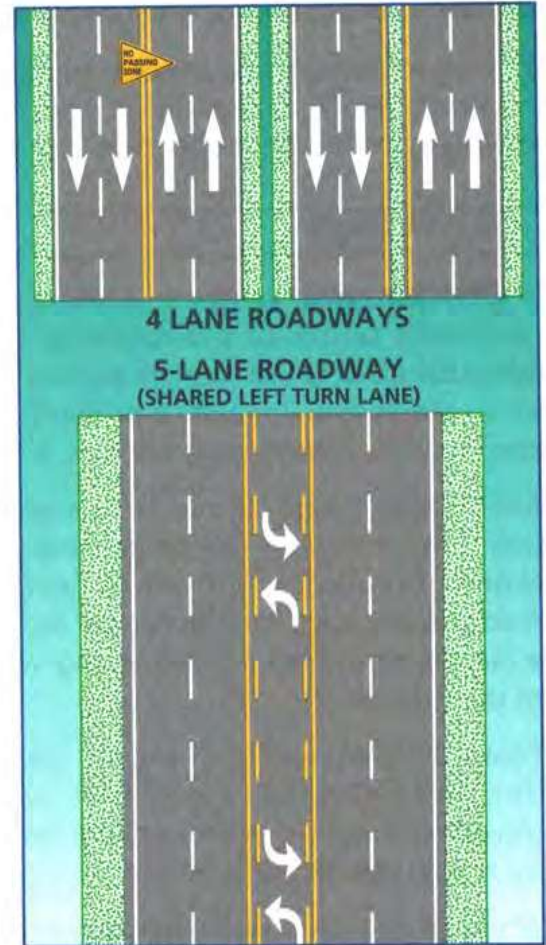 NO
PASSING
ZONE
4 LANE ROADWAYS
5-LANE ROADWAY
(SHARED LEFT TURN LANE)